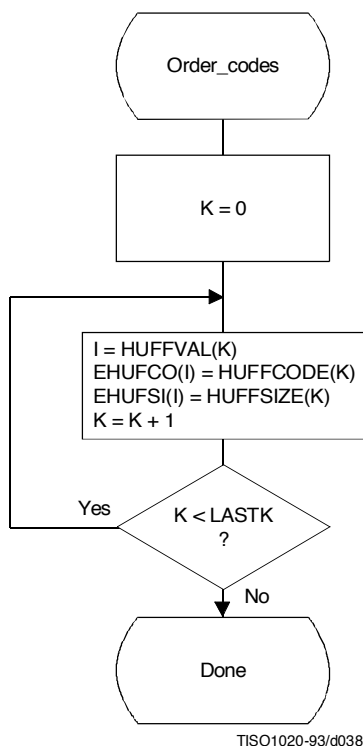 Order_codes
K = 0
I = HUFFVAL(K)
EHUFCO(I) = HUFFCODE(K)
EHUFSI(I) = HUFFSIZE(K)
K = K + 1
Yes
K < LASTK
?
No
Done
TISO1020-93/d038